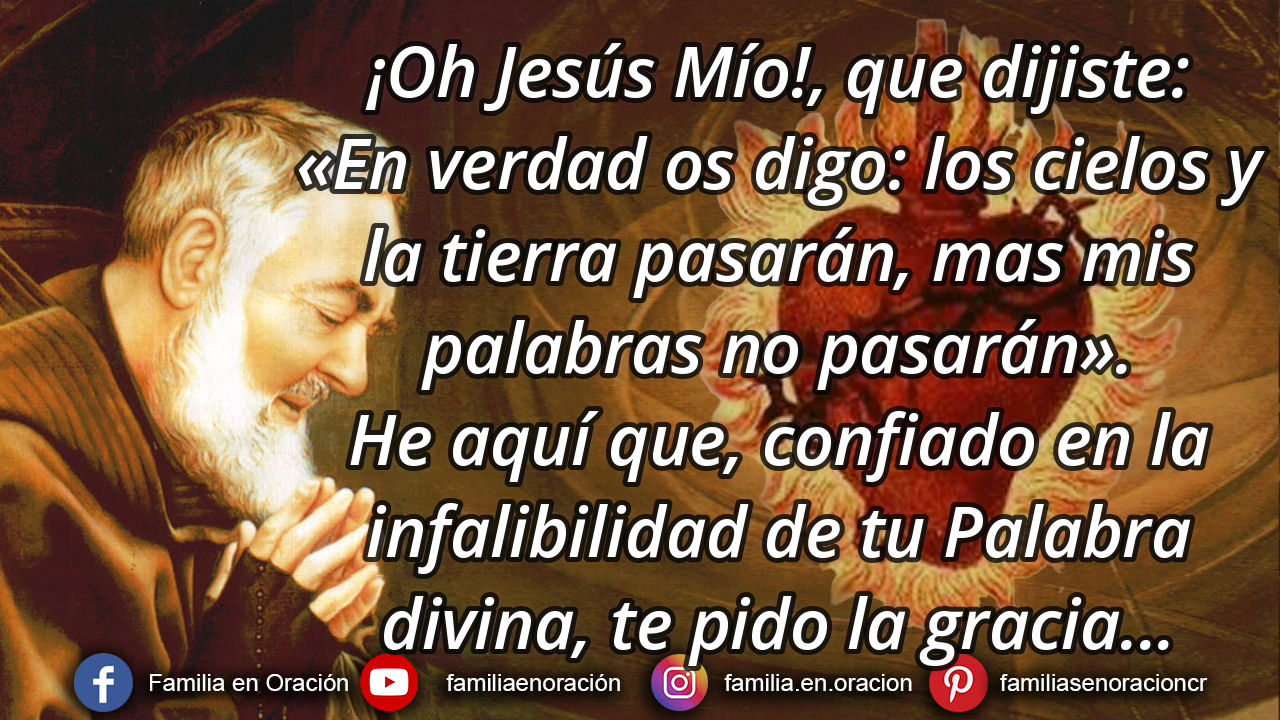 ¡Oh Jesús Mío!, que dijiste:
«En verdad os digo: los cielos y
la tierra pasarán, mas mis
palabras no pasarán».
He aquí que, confiado en la
infalibilidad de tu Palabra
divina, te pido la gracia...
Familia en Oración familiaenoración familia.en.oracion familiasenoracioncr